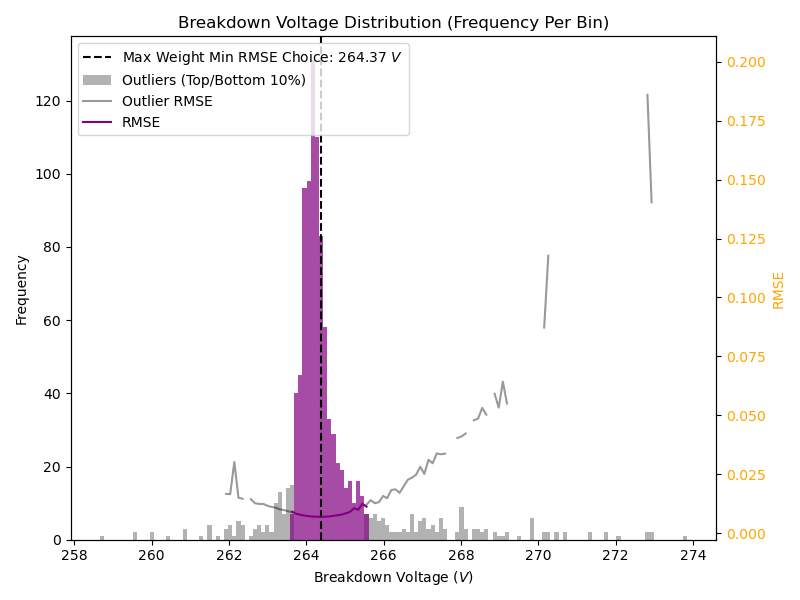 Breakdown Voltage Distribution (Frequency Per Bin)
Max Weight Min RMSE Choice: 264.37 V
Outliers (Top/Bottom 10%)
Outlier RMSE
RMSE
Frequency
120
100
80
60
40
20
0
0.200
0.175
0.150
0.125
0.100
0.075
0.050
0.025
0.000
RMSE
258 260 262 264 266 268 270 272 274
Breakdown Voltage (V)